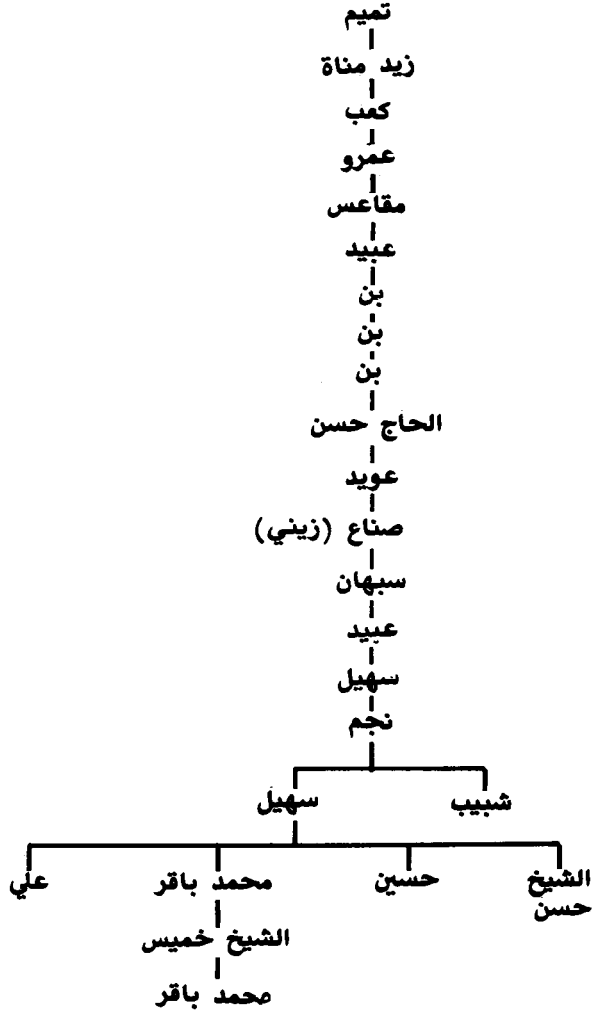 تميم
زيد مناة
كعب
عمرو
مقاعس
عبيد
بن
بن
بن
الحاج حسن
عويد
صناع (زيني)
سبهان
عبيد
سهيل
نجم
شبيب
سهيل
الشيخ
حسن
حسين
محمد باقر
علي
الشيخ خميس
محمد باقر